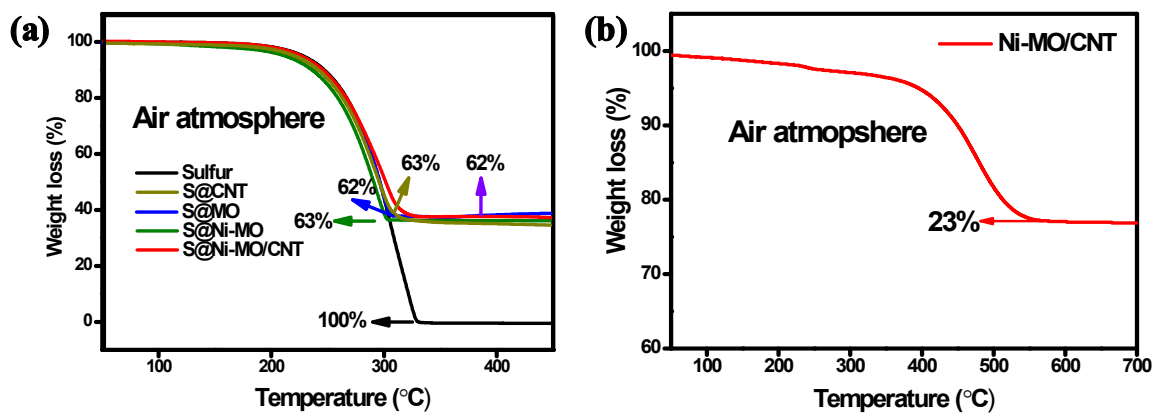 (a)
Weight loss (%)
100
80
60
40
20
0
Air atmosphere
Sulfur
S@CNT
S@MO
S@Ni-MO
S@Ni-MO/CNT
63%
62%
62%
63%
100%
100
200
300
400
Temperature (°C)
(b)
Weight loss (%)
100
90
80
70
60
Ni-MO/CNT
Air atmopshere
23%
100
200
300
400
500
600
700
Temperature (°C)